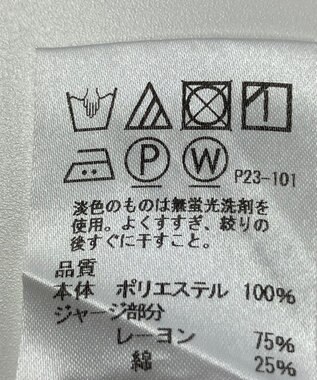 P W P23-101
淡色のものは無蛍光洗剤を
使用。よくすすぎ、絞りの
後すぐに干すこと。
品質
本体 ポリエステル 100%
ジャージ部分
レーヨン 75%
綿 25%